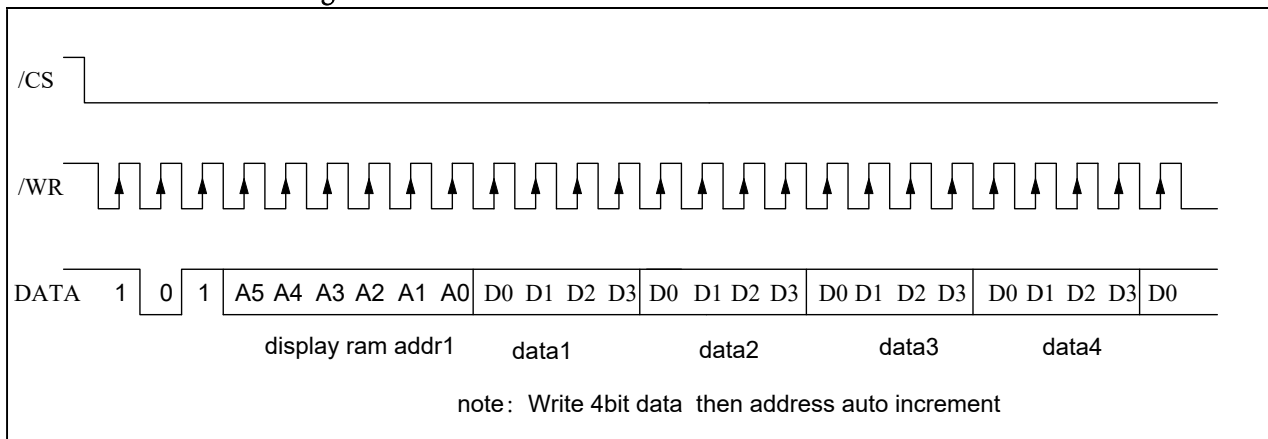 /CS
/WR
DATA 1 0 1 A5 A4 A3 A2 A1 A0 D0 D1 D2 D3 D0 D1 D2 D3 D0 D1 D2 D3 D0 D1 D2 D3 D0
display ram addr1 data1 data2 data3 data4
note: Write 4bit data then address auto increment